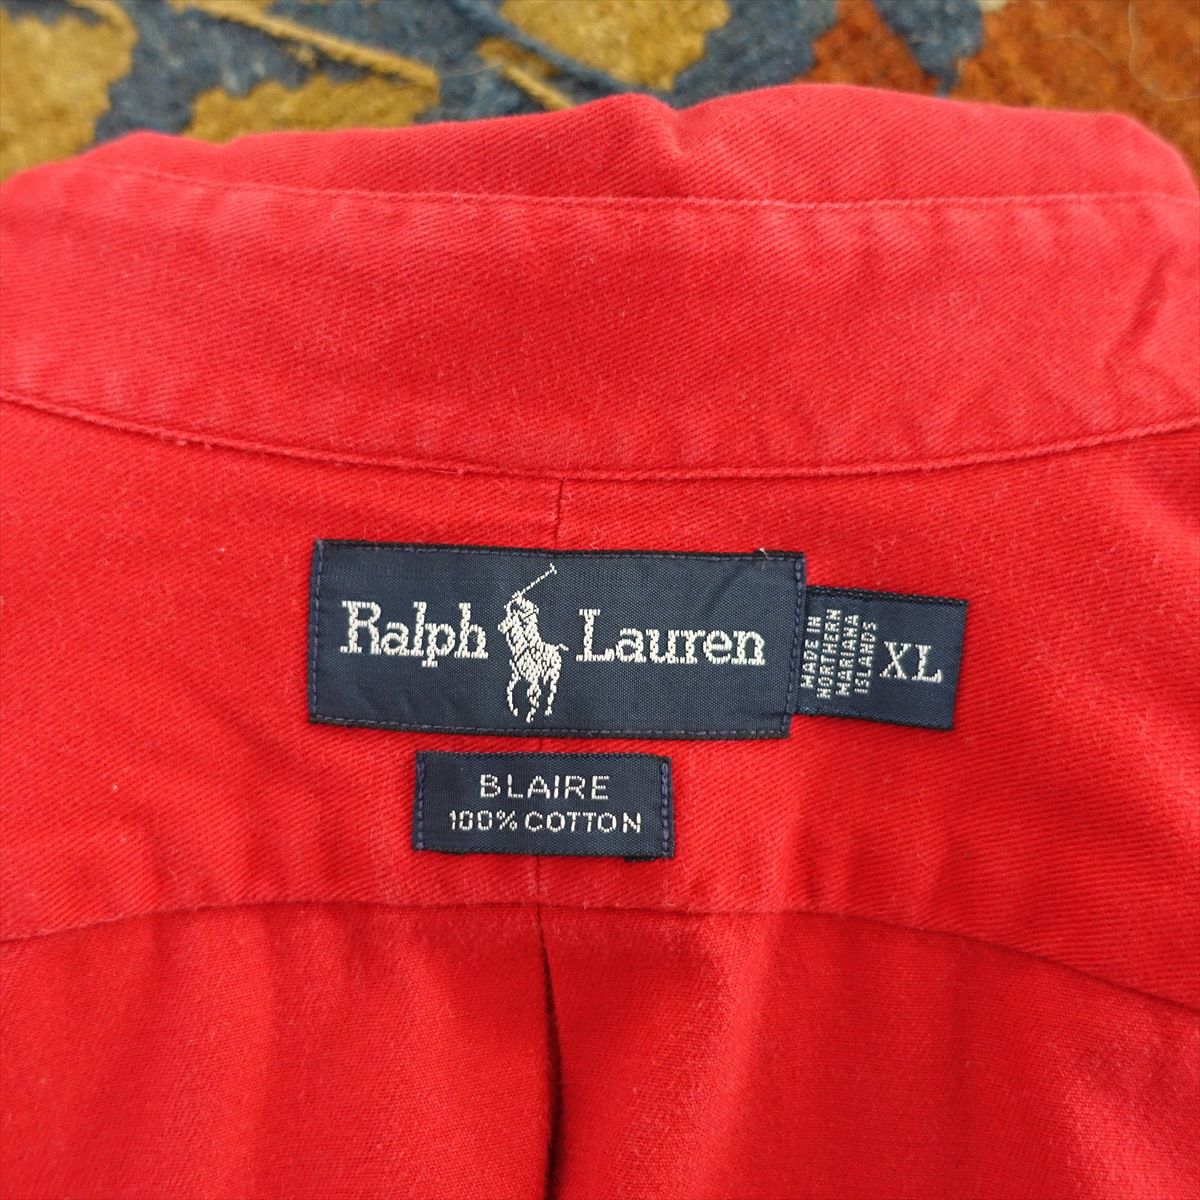 Ralph Lauren
MADE IN
NORTHERN
MARIANA
ISLANDS
XL
BLAIRE
100% COTTON